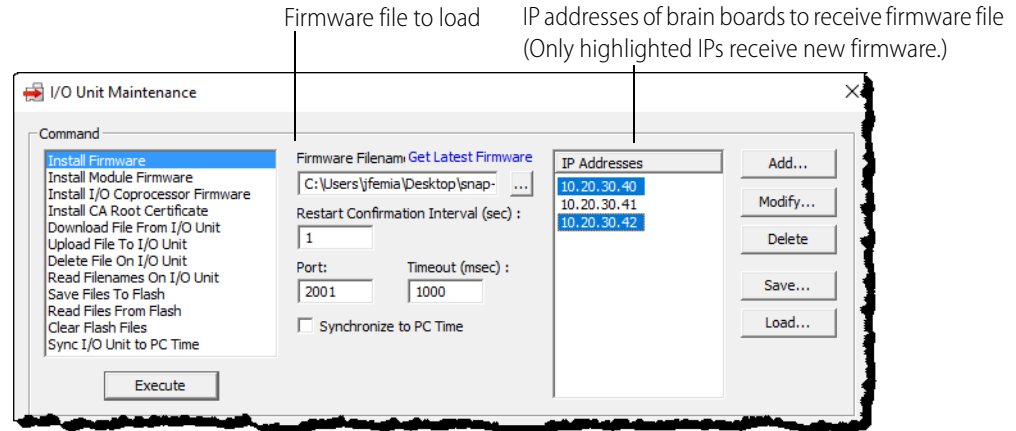 Firmware file to load
IP addresses of brain boards to receive firmware file
(Only highlighted IPs receive new firmware.)
I/O Unit Maintenance
Command
Install Firmware
Install Module Firmware
Install I/O Coprocessor Firmware
Install CA Root Certificate
Download File From I/O Unit
Upload File To I/O Unit
Delete File On I/O Unit
Read Filenames On I/O Unit
Save Files To Flash
Read Files From Flash
Clear Flash Files
Sync I/O Unit to PC Time
Execute
Firmware Filenam Get Latest Firmware
C:\Users\jfemia\Desktop\snap- ...
Restart Confirmation Interval (sec) :
1
Port: Timeout (msec) :
2001 1000
Synchronize to PC Time
IP Addresses
10.20.30.40
10.20.30.41
10.20.30.42
Add...
Modify...
Delete
Save...
Load...